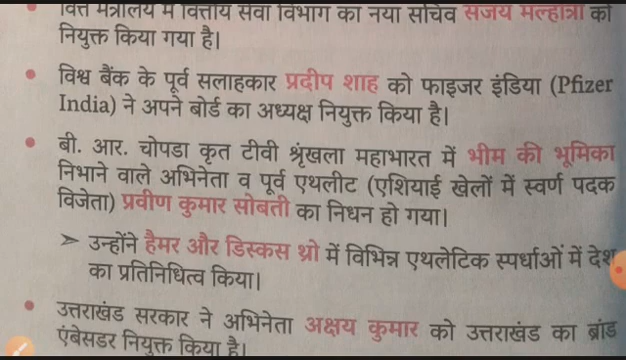 वित्त मंत्रालय में वित्तीय सेवा विभाग का नया सचिव संजय मल्होत्रा को
नियुक्त किया गया है।
विश्व बैंक के पूर्व सलाहकार प्रदीप शाह को फाइजर इंडिया (Pfizer
India) ने अपने बोर्ड का अध्यक्ष नियुक्त किया है।
बी. आर. चोपडा कृत टीवी श्रृंखला महाभारत में भीम की भूमिका
निभाने वाले अभिनेता व पूर्व एथलीट (एशियाई खेलों में स्वर्ण पदक
विजेता) प्रवीण कुमार सोबती का निधन हो गया।
➢ उन्होंने हैमर और डिस्कस थ्रो में विभिन्न एथलेटिक स्पर्धाओं में देश
का प्रतिनिधित्व किया।
उत्तराखंड सरकार ने अभिनेता अक्षय कुमार को उत्तराखंड का ब्रांड
एंबेसडर नियुक्त किया है।